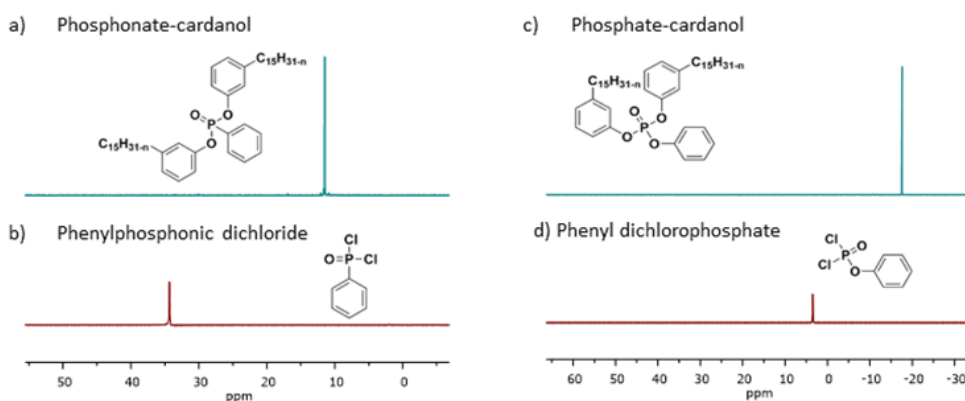 a) Phosphonate-cardanol
C15H31-n
O
P
O
O
C15H31-n
b) Phenylphosphonic dichloride
Cl
O=P-Cl
50 40 30 20 10 0
ppm
c) Phosphate-cardanol
C15H31-n
C15H31-n
O
O
P
O
O
d) Phenyl dichlorophosphate
Cl
O
P
Cl
O
60 50 40 30 20 10 0 -10 -20 -30
ppm